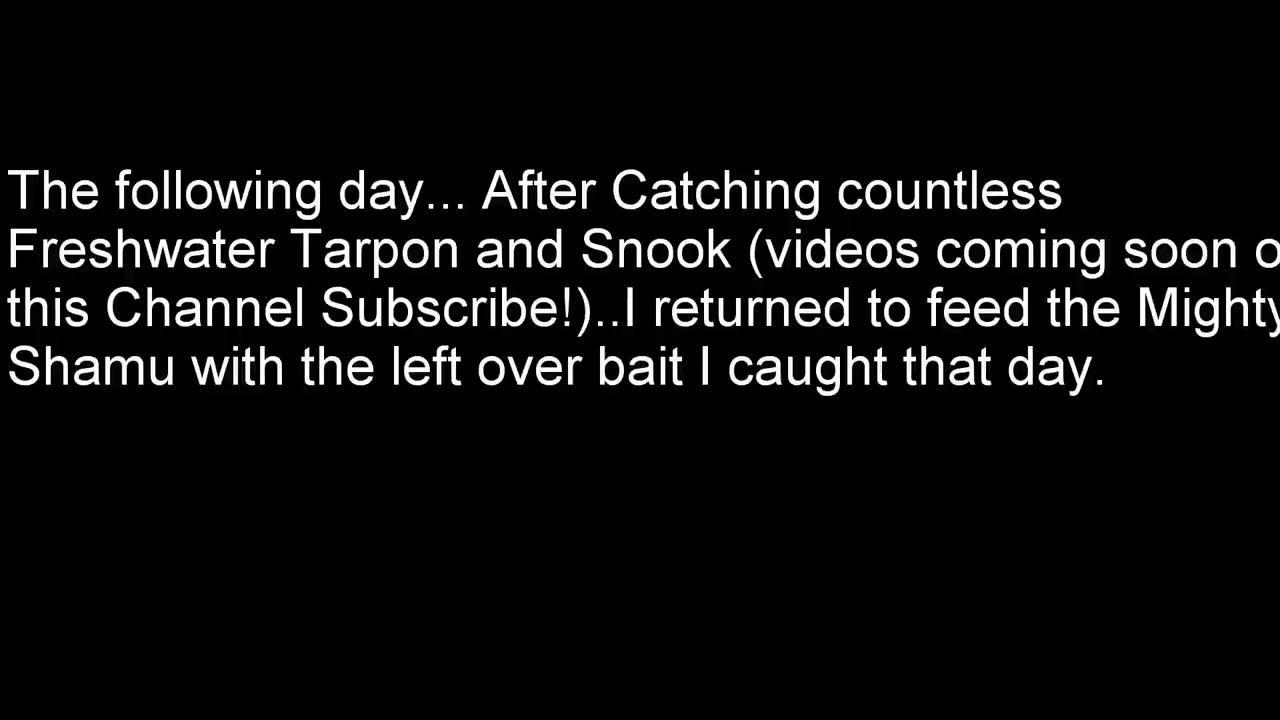 The following day... After Catching countless
Freshwater Tarpon and Snook (videos coming soon o
this Channel Subscribe!)..I returned to feed the Mighty
Shamu with the left over bait I caught that day.